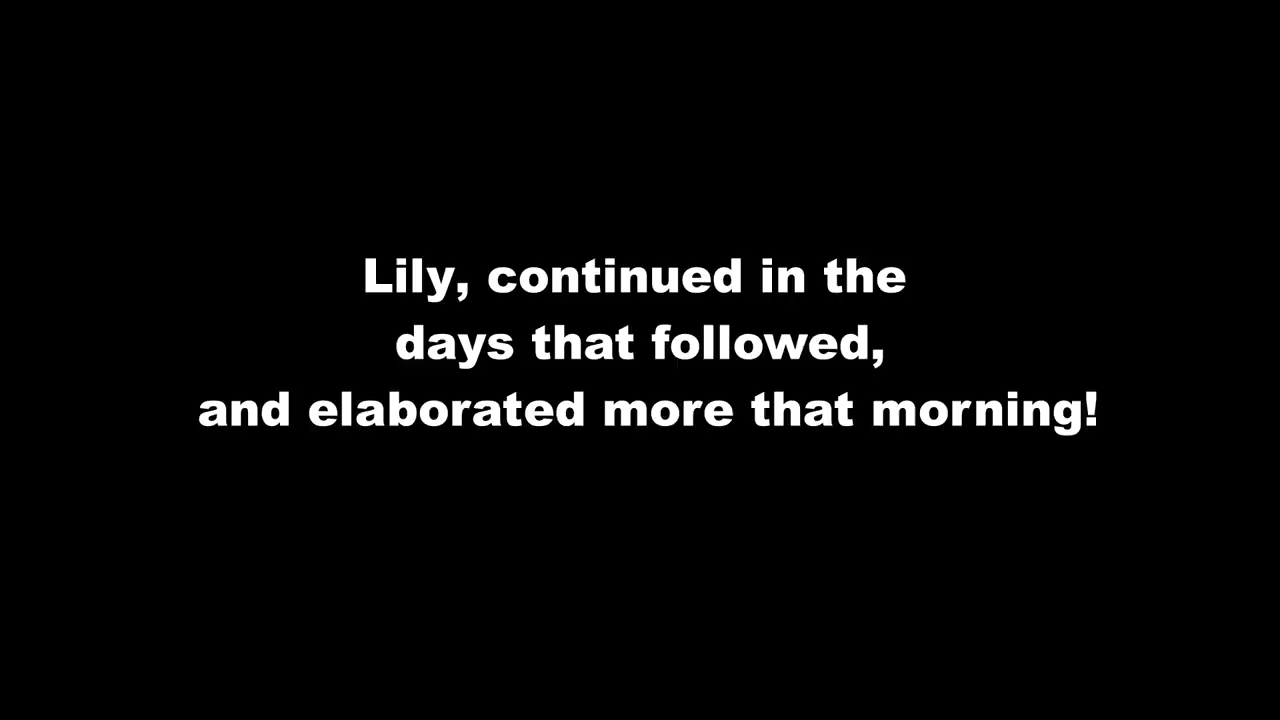 Lily, continued in the
days that followed,
and elaborated more that morning!